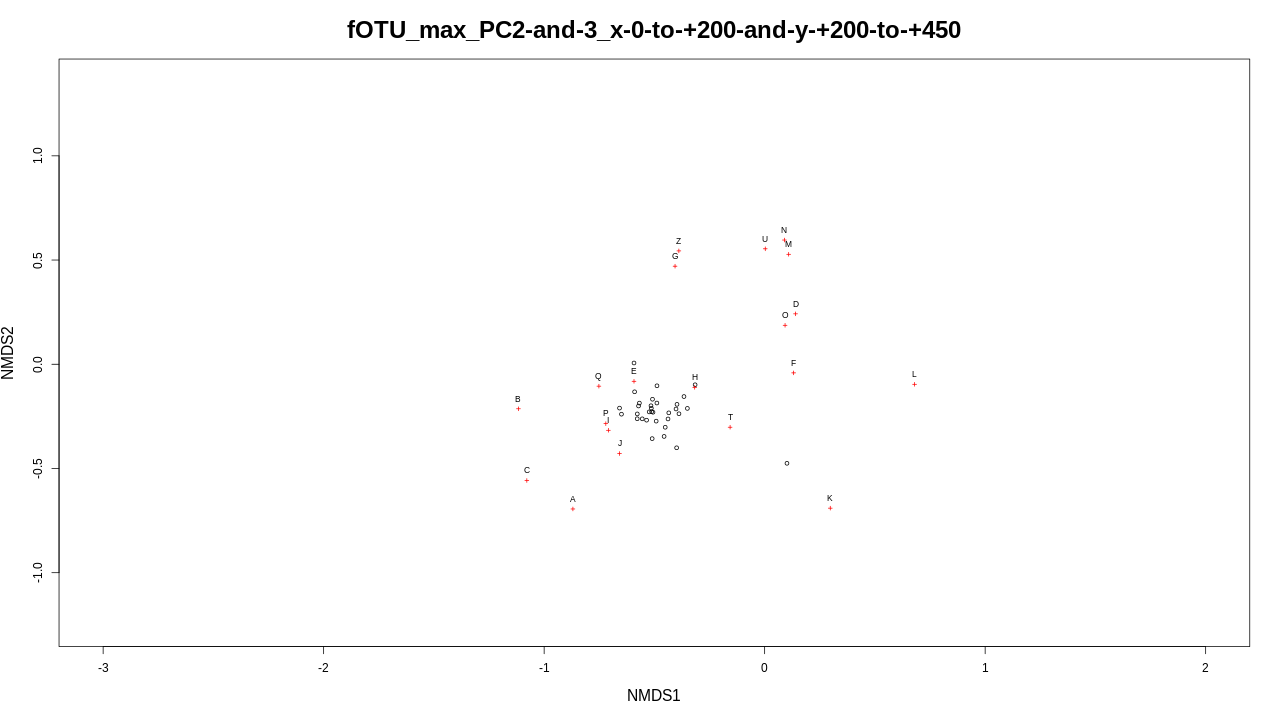 fOTU_max_PC2-and-3_x-0-to-+200-and-y-+200-to-+450
1.0
N
U
M
Z
G
0.5
D
O
F
0.0
E
Q
H
L
B
P
I
T
J
C
-0.5
A
K
-1.0
NMDS2
-3
-2
-1
0
1
2
NMDS1